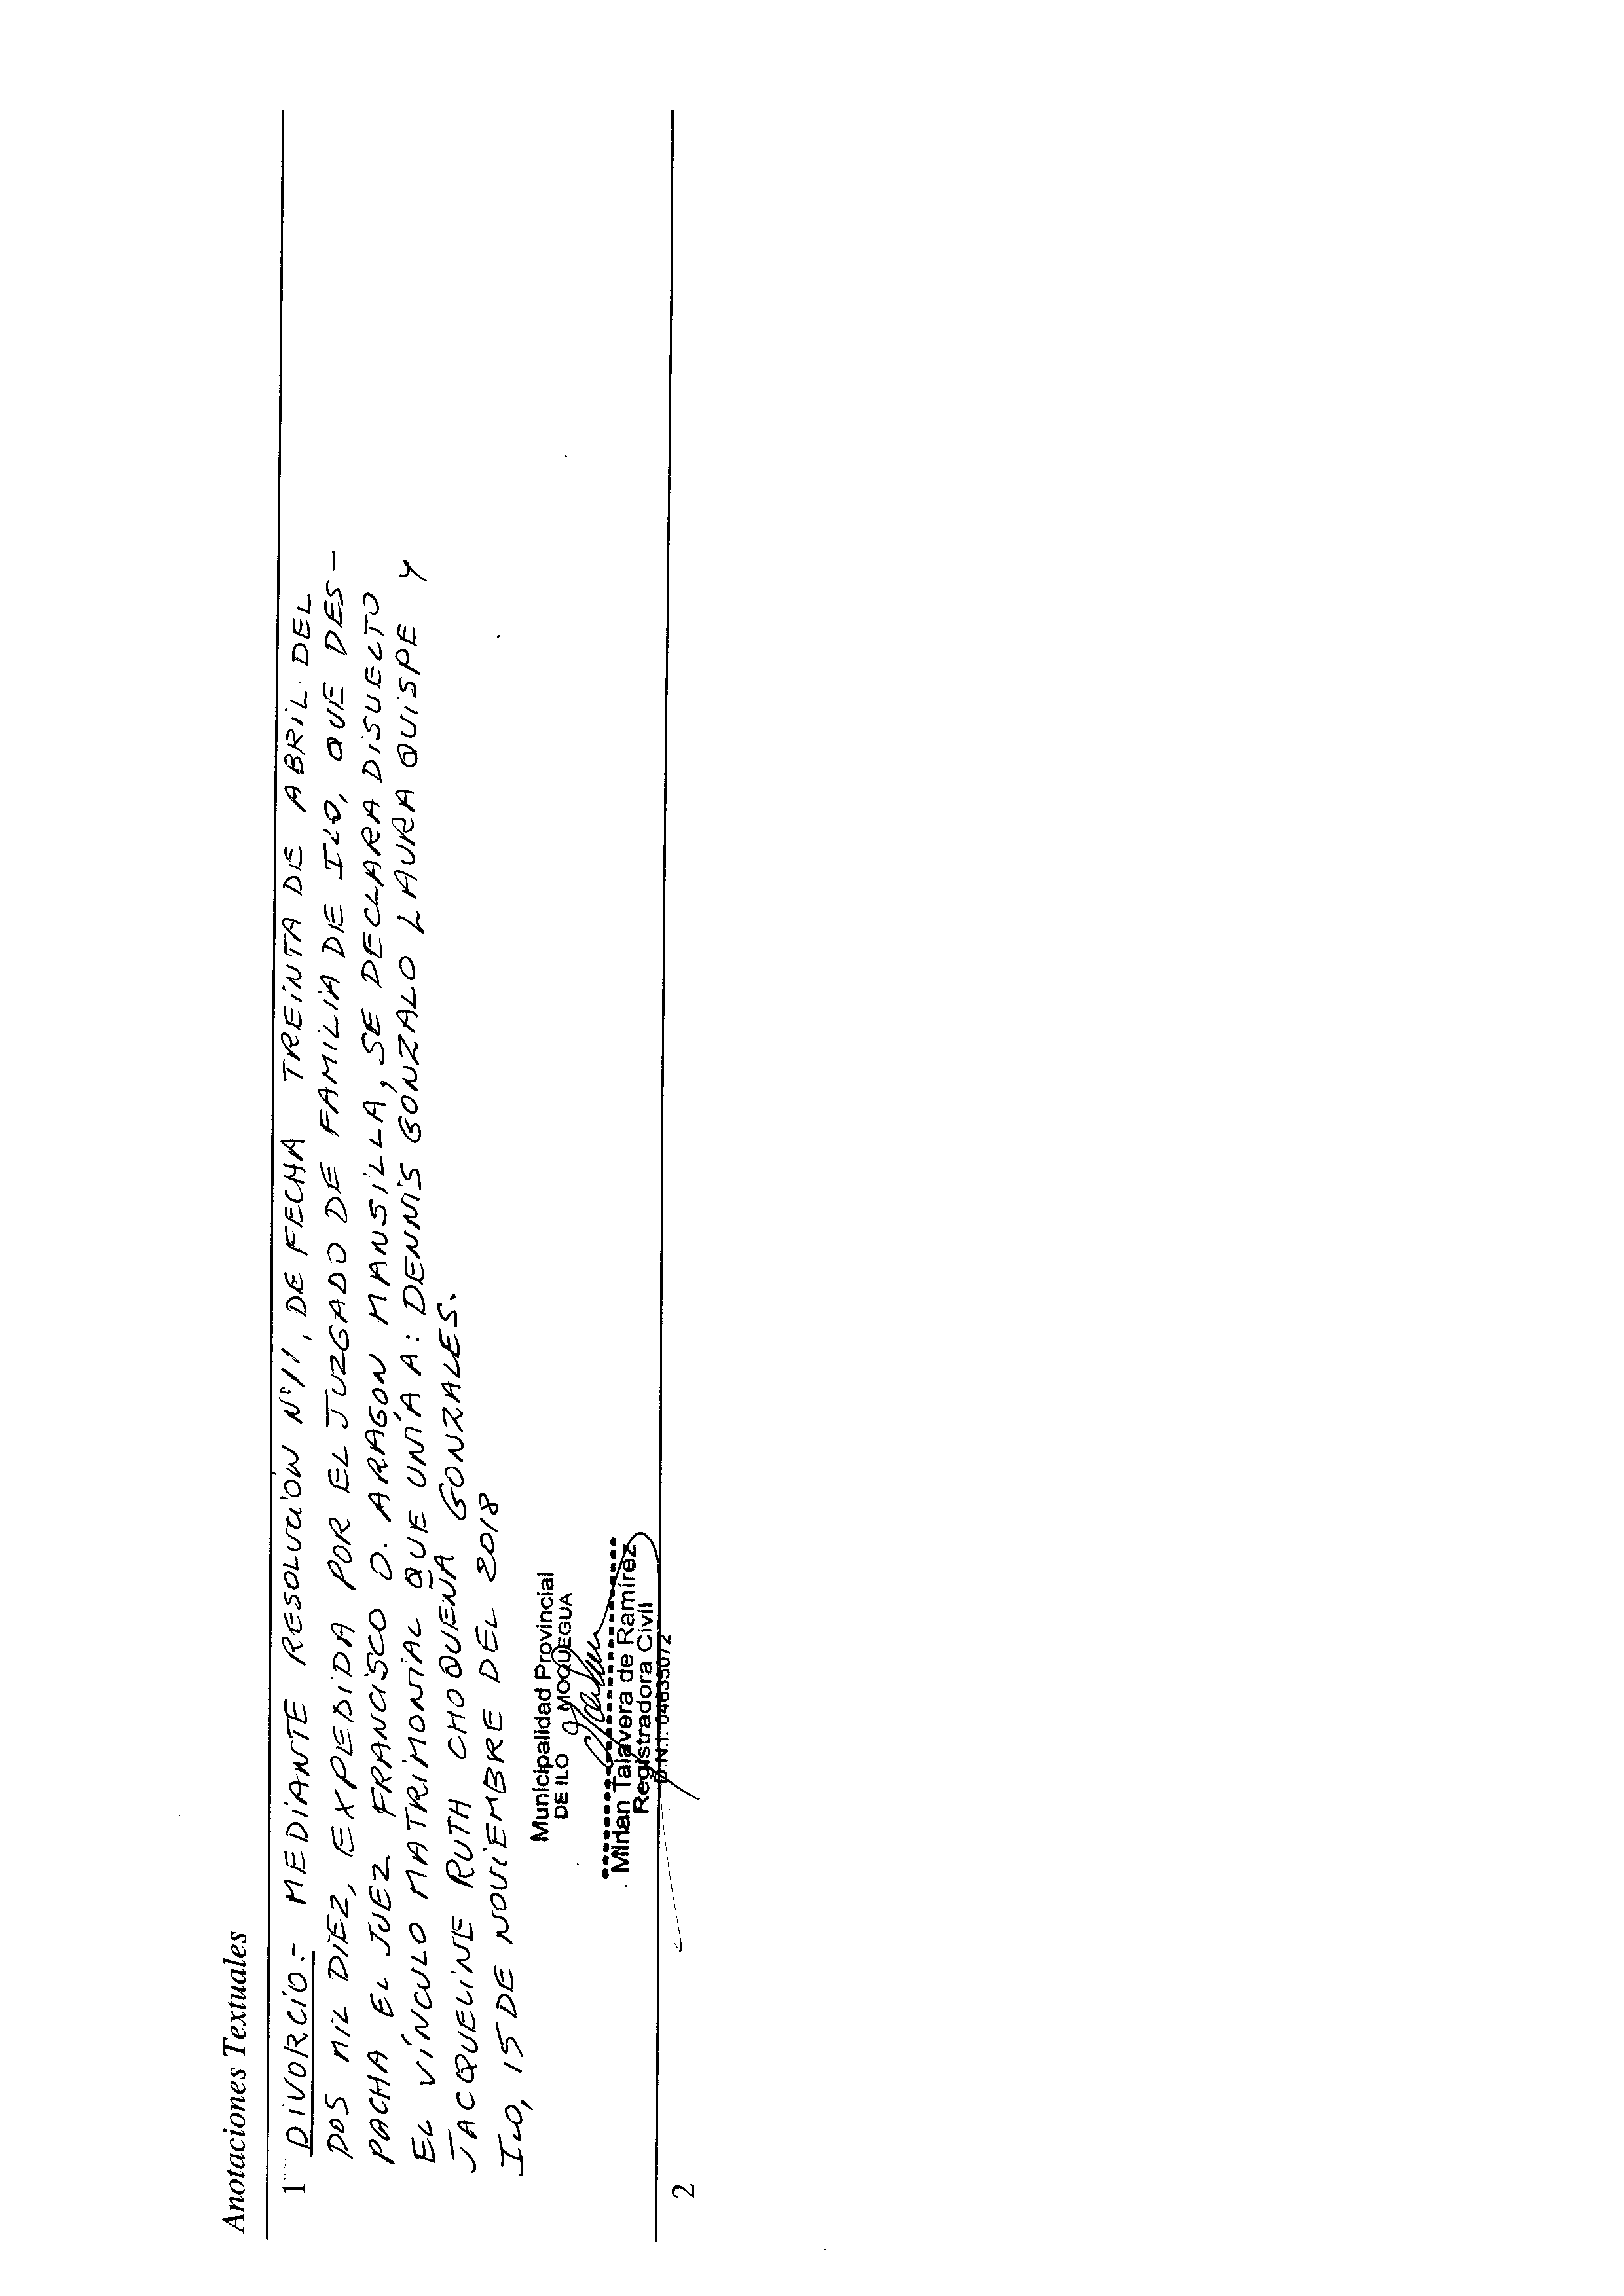 Anotaciones Textuales
1 DIVORCIO.- MEDIANTE RESOLUCIÓN N°11, DE FECHA TREINTA DE ABRIL DEL
DOS MIL DIEZ, EXPEDIDA POR EL JUZGADO DE FAMILIA DE ILO, QUE DES-
PACHA EL JUEZ FRANCISCO O. ARAGON MANSILLA, SE DECLARA DISUELTO
EL VÍNCULO MATRIMONIAL QUE UNÍA A: DENNIS GONZALO LAURA QUISPE Y
JACQUELINE RUTH CHOQUEÑA GONZALES.
ILO, 15 DE NOVIEMBRE DEL 2018
Municipalidad Provincial
DE ILO MOQUEGUA
Mirian Talavera de Ramírez
Registradora Civil
D.N.I. 04635072
2